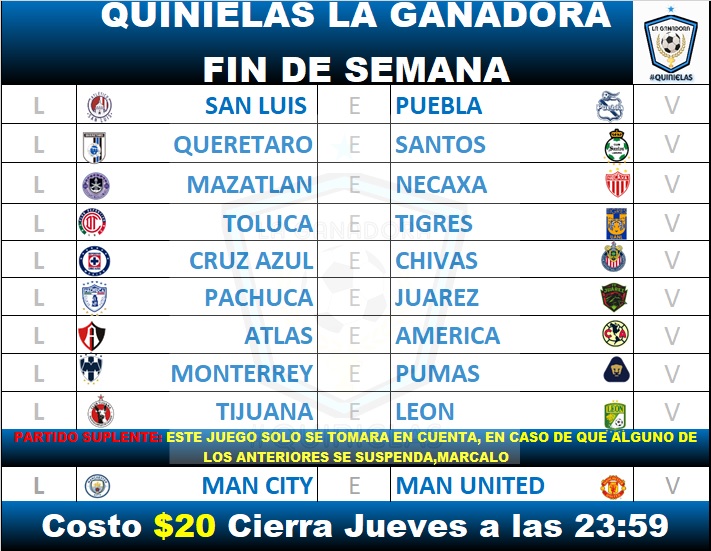 QUINIELAS LA GANADORA
FIN DE SEMANA
LA GANADORA
#QUINIELAS
L SAN LUIS E PUEBLA V
L QUERETARO E SANTOS V
L MAZATLAN E NECAXA V
L TOLUCA E TIGRES V
L CRUZ AZUL E CHIVAS V
L PACHUCA E JUAREZ V
L ATLAS E AMERICA V
L MONTERREY E PUMAS V
L TIJUANA E LEON V
PARTIDO SUPLENTE: ESTE JUEGO SOLO SE TOMARA EN CUENTA, EN CASO DE QUE ALGUNO DE
LOS ANTERIORES SE SUSPENDA,MARCALO
L MAN CITY E MAN UNITED V
Costo $20 Cierra Jueves a las 23:59